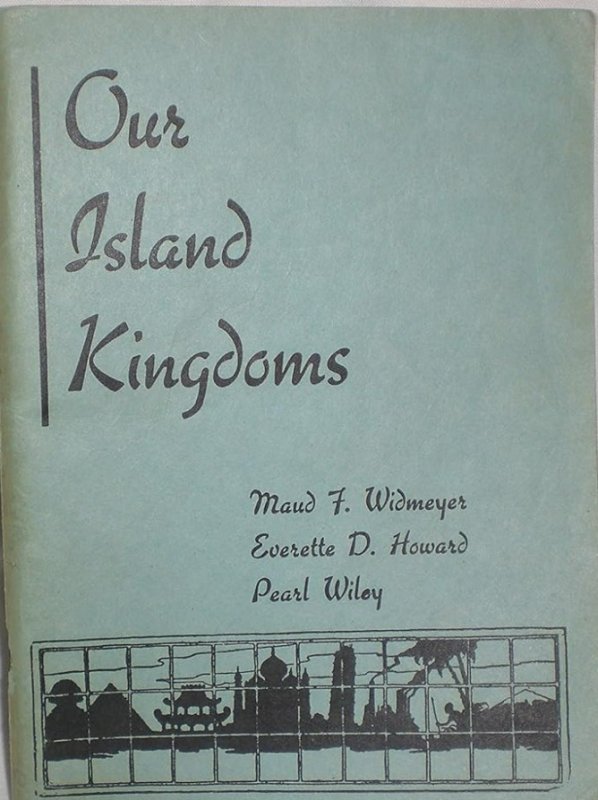 Our
Island
Kingdoms
Maud F. Widmeyer
Everette D. Howard
Pearl Wiley